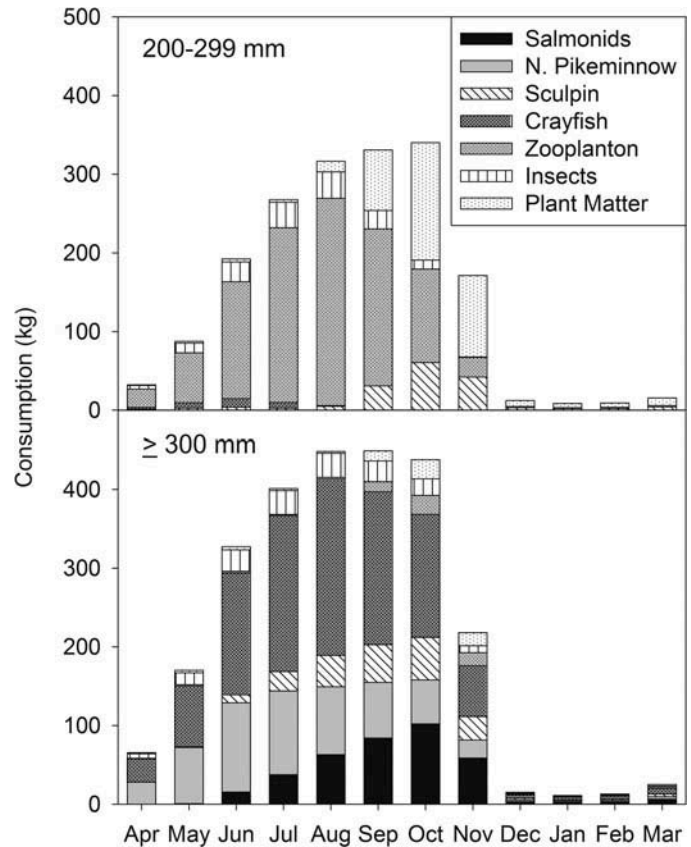 500
400
300
200
100
0
200-299 mm
Salmonids
N. Pikeminnow
Sculpin
Crayfish
Zooplanton
Insects
Plant Matter
Consumption (kg)
≥ 300 mm
400
300
200
100
0
Apr May Jun Jul Aug Sep Oct Nov Dec Jan Feb Mar